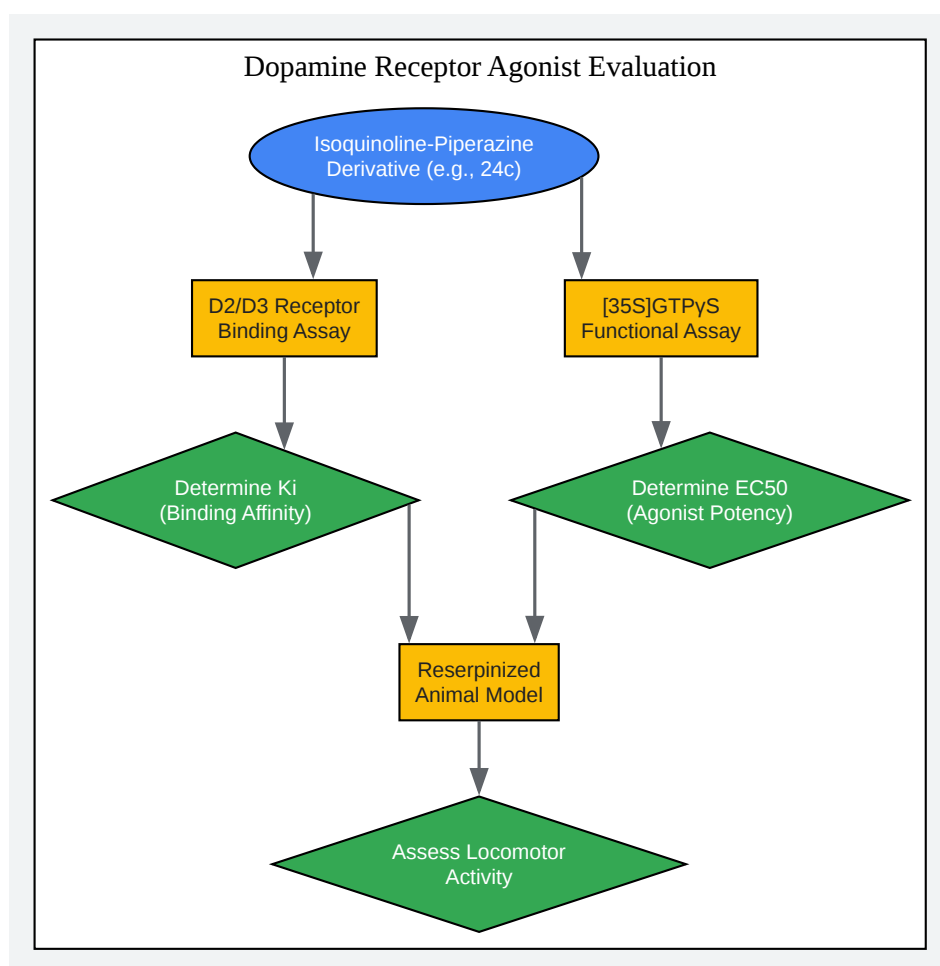 Dopamine Receptor Agonist Evaluation
Isoquinoline-Piperazine
Derivative (e.g., 24c)
D2/D3 Receptor
Binding Assay
[35S]GTPγS
Functional Assay
Determine Ki
(Binding Affinity)
Determine EC50
(Agonist Potency)
Reserpinized
Animal Model
Assess Locomotor
Activity